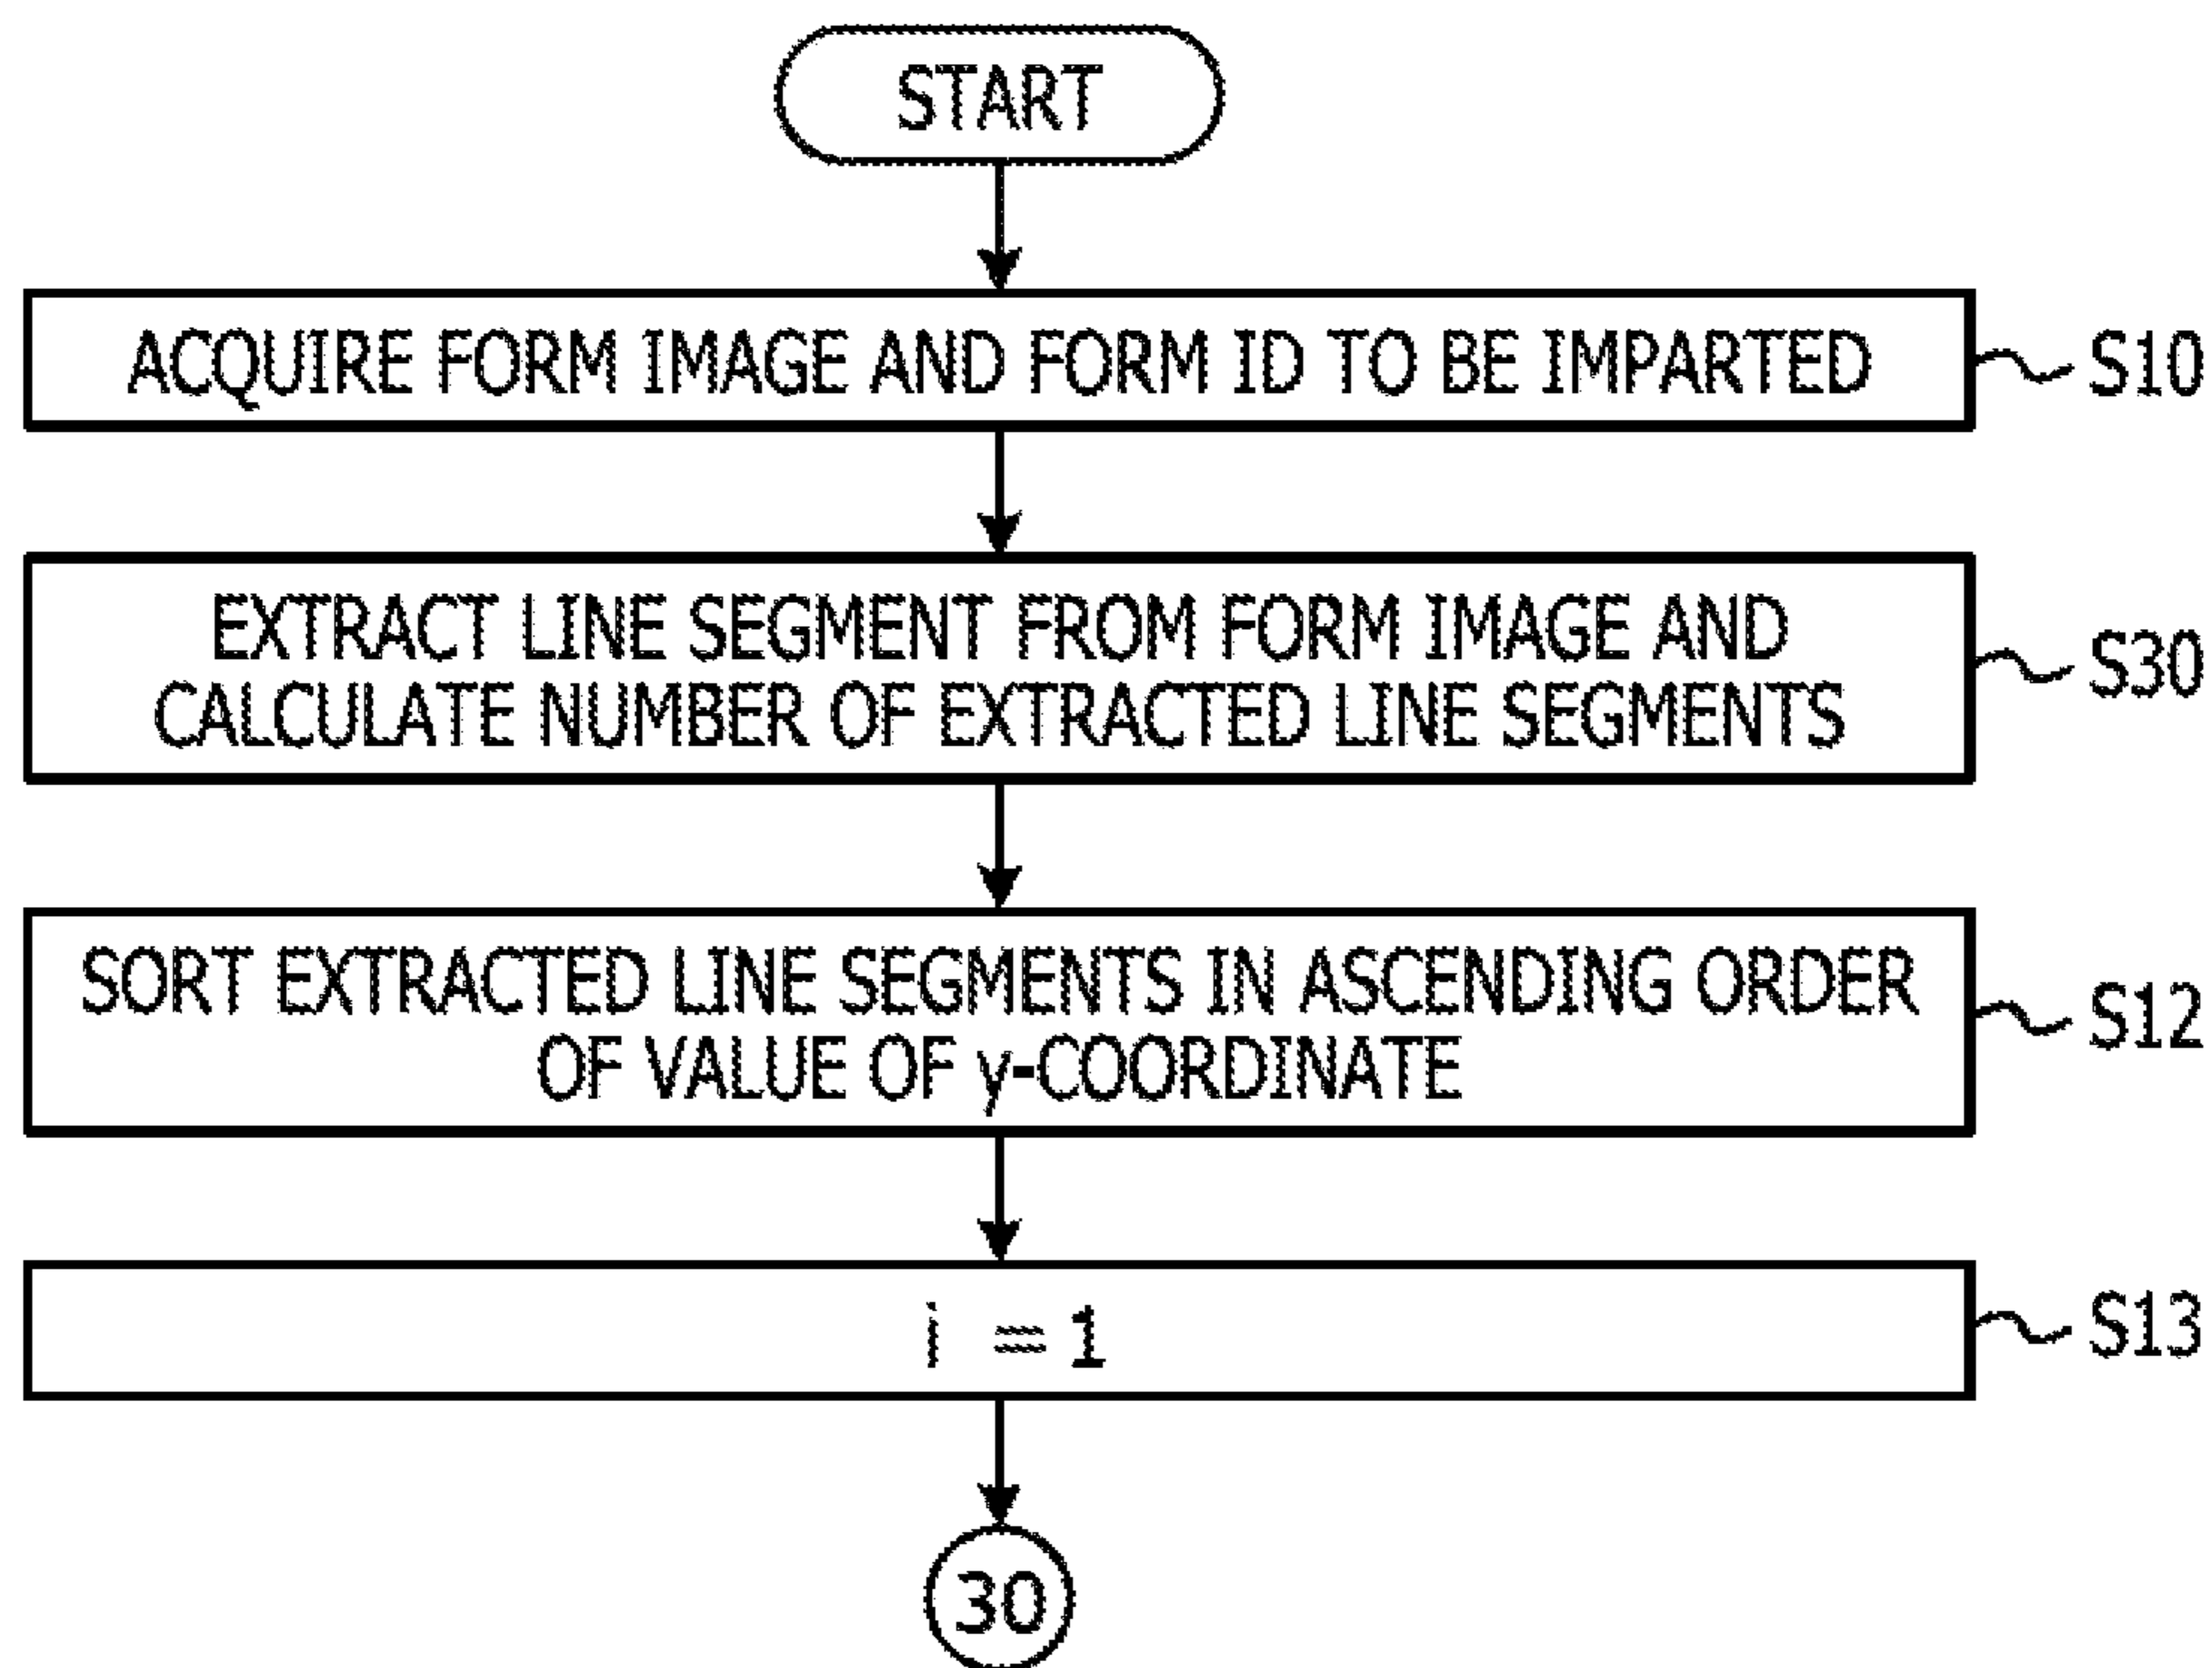 START
ACQUIRE FORM IMAGE AND FORM ID TO BE IMPARTED
S10
EXTRACT LINE SEGMENT FROM FORM IMAGE AND
CALCULATE NUMBER OF EXTRACTED LINE SEGMENTS
S30
SORT EXTRACTED LINE SEGMENTS IN ASCENDING ORDER
OF VALUE OF y-COORDINATE
S12
i = 1
S13
30